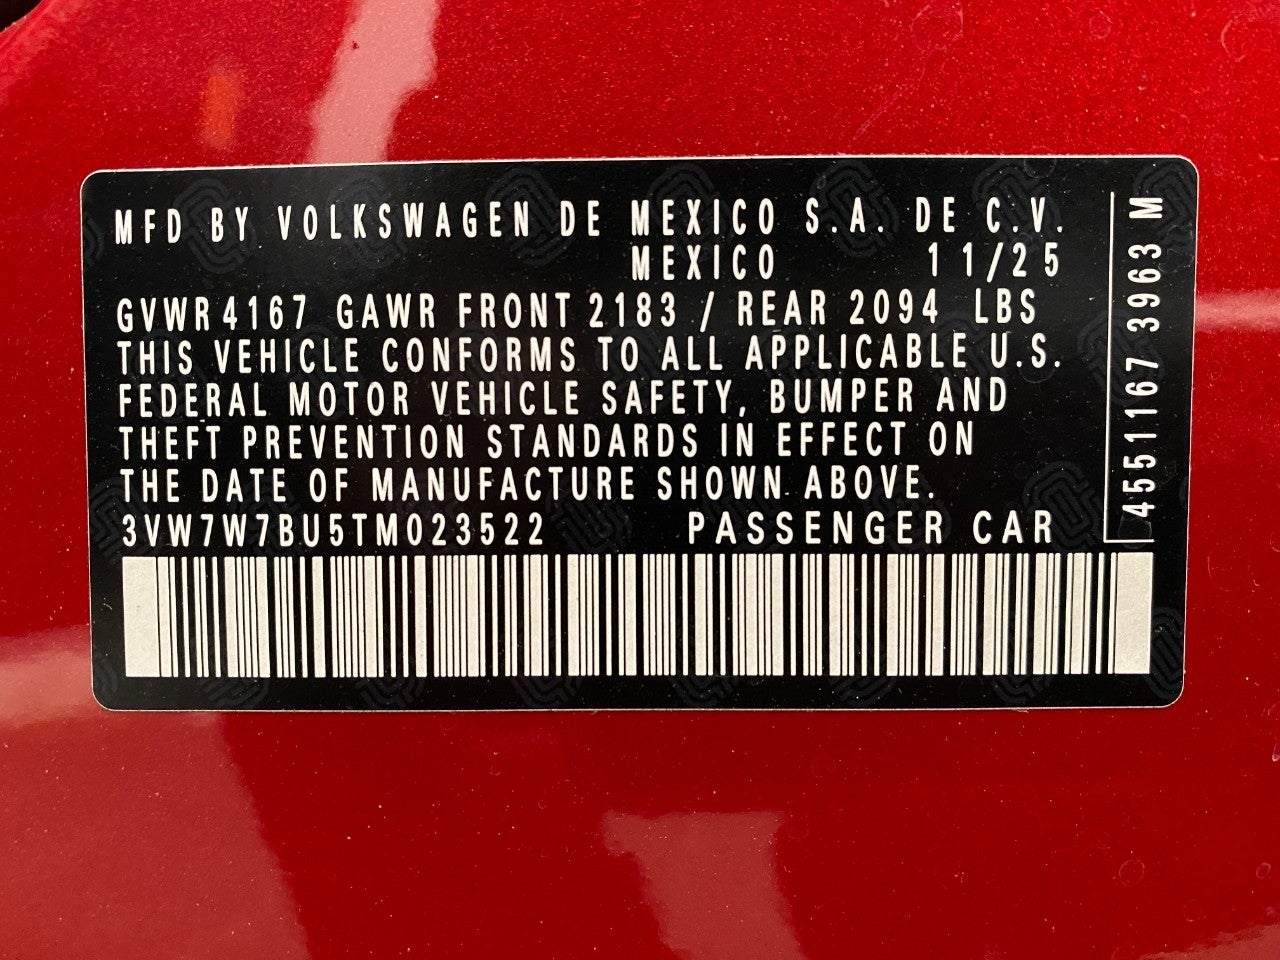 MFD BY VOLKSWAGEN DE MEXICO S.A. DE C.V.
MEXICO 11/25
GVWR 4167 GAWR FRONT 2183 / REAR 2094 LBS
THIS VEHICLE CONFORMS TO ALL APPLICABLE U.S.
FEDERAL MOTOR VEHICLE SAFETY, BUMPER AND
THEFT PREVENTION STANDARDS IN EFFECT ON
THE DATE OF MANUFACTURE SHOWN ABOVE.
3VW7W7BU5TM023522 PASSENGER CAR
4551167 3963 M